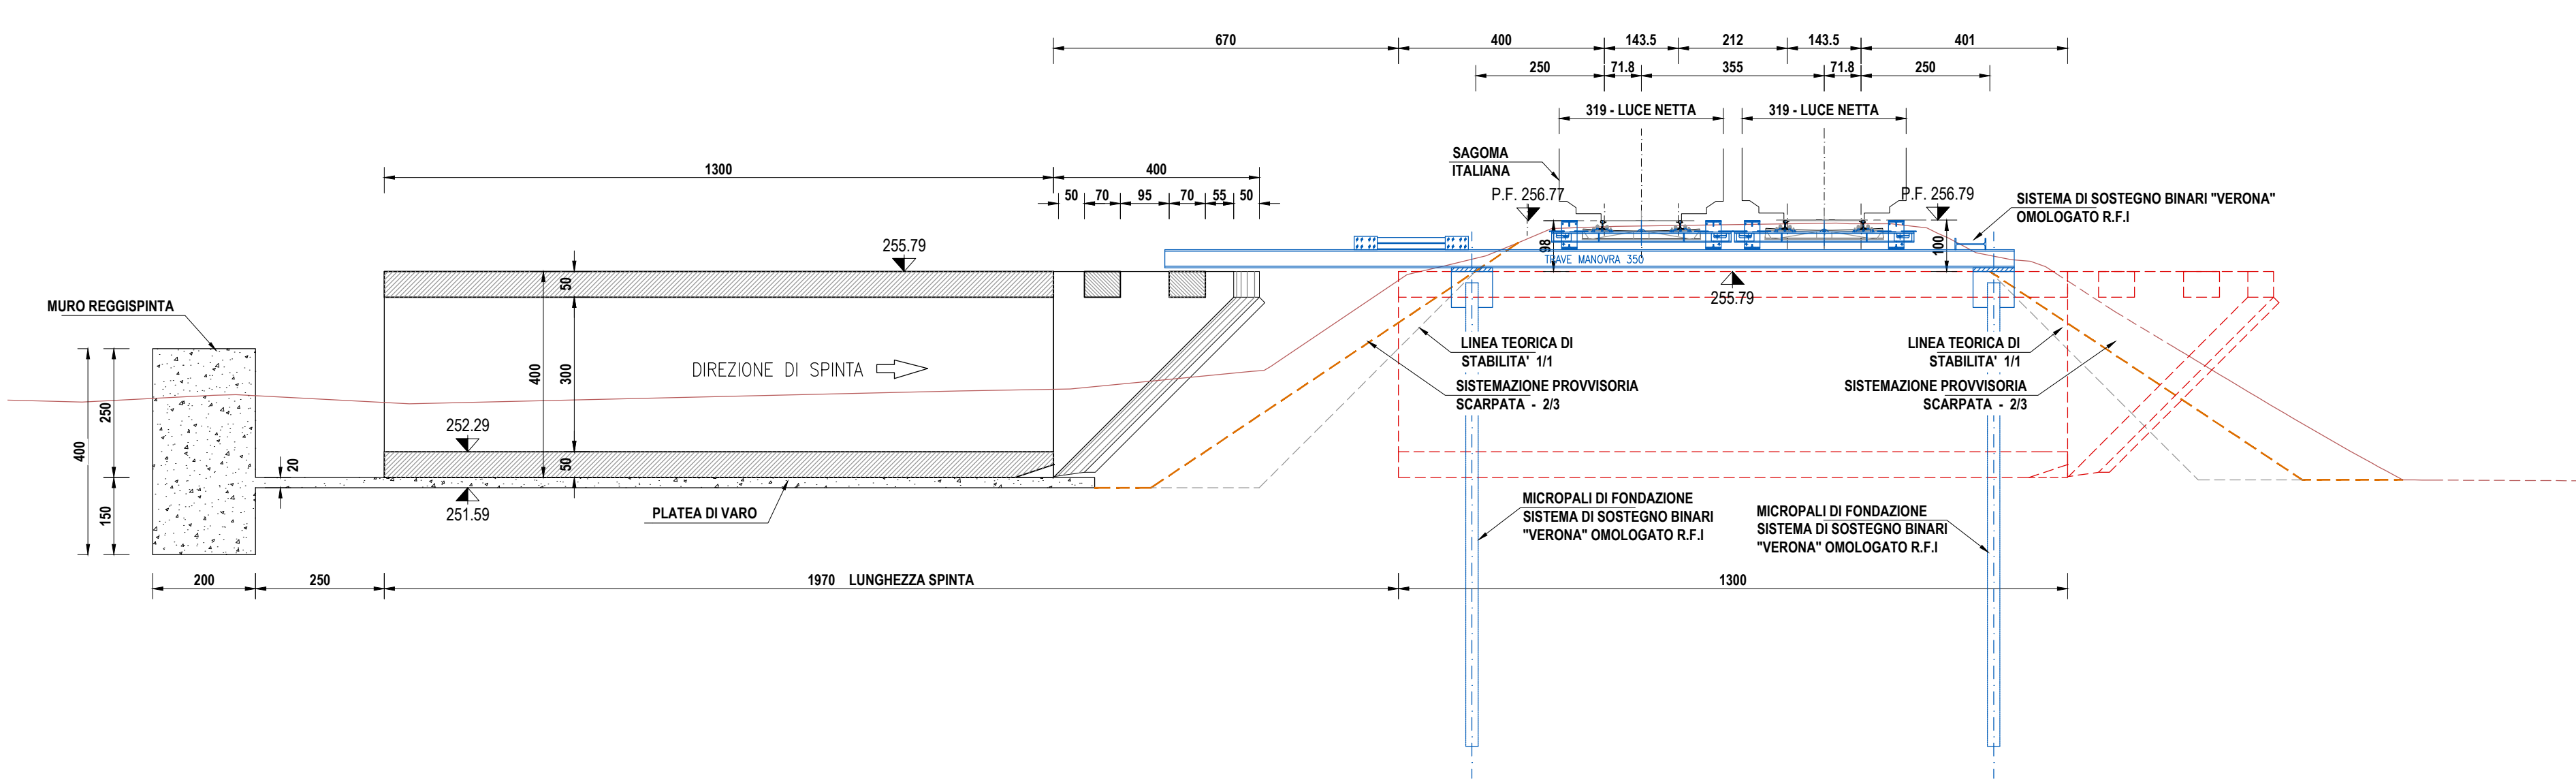 670
400
143.5
212
143.5
401
250
71.8
355
71.8
250
319 - LUCE NETTA
319 - LUCE NETTA
SAGOMA
ITALIANA
1300
400
50
70
95
70
55
50
P.F. 256.77
P.F. 256.79
SISTEMA DI SOSTEGNO BINARI "VERONA"
OMOLOGATO R.F.I
98
100
TRAVE MANOVRA 350
255.79
255.79
50
MURO REGGISPINTA
LINEA TEORICA DI
STABILITA' 1/1
LINEA TEORICA DI
STABILITA' 1/1
DIREZIONE DI SPINTA
400
300
SISTEMAZIONE PROVVISORIA
SCARPATA - 2/3
SISTEMAZIONE PROVVISORIA
SCARPATA - 2/3
400
250
252.29
20
50
251.59
150
PLATEA DI VARO
MICROPALI DI FONDAZIONE
SISTEMA DI SOSTEGNO BINARI
"VERONA" OMOLOGATO R.F.I
MICROPALI DI FONDAZIONE
SISTEMA DI SOSTEGNO BINARI
"VERONA" OMOLOGATO R.F.I
200
250
1970 LUNGHEZZA SPINTA
1300